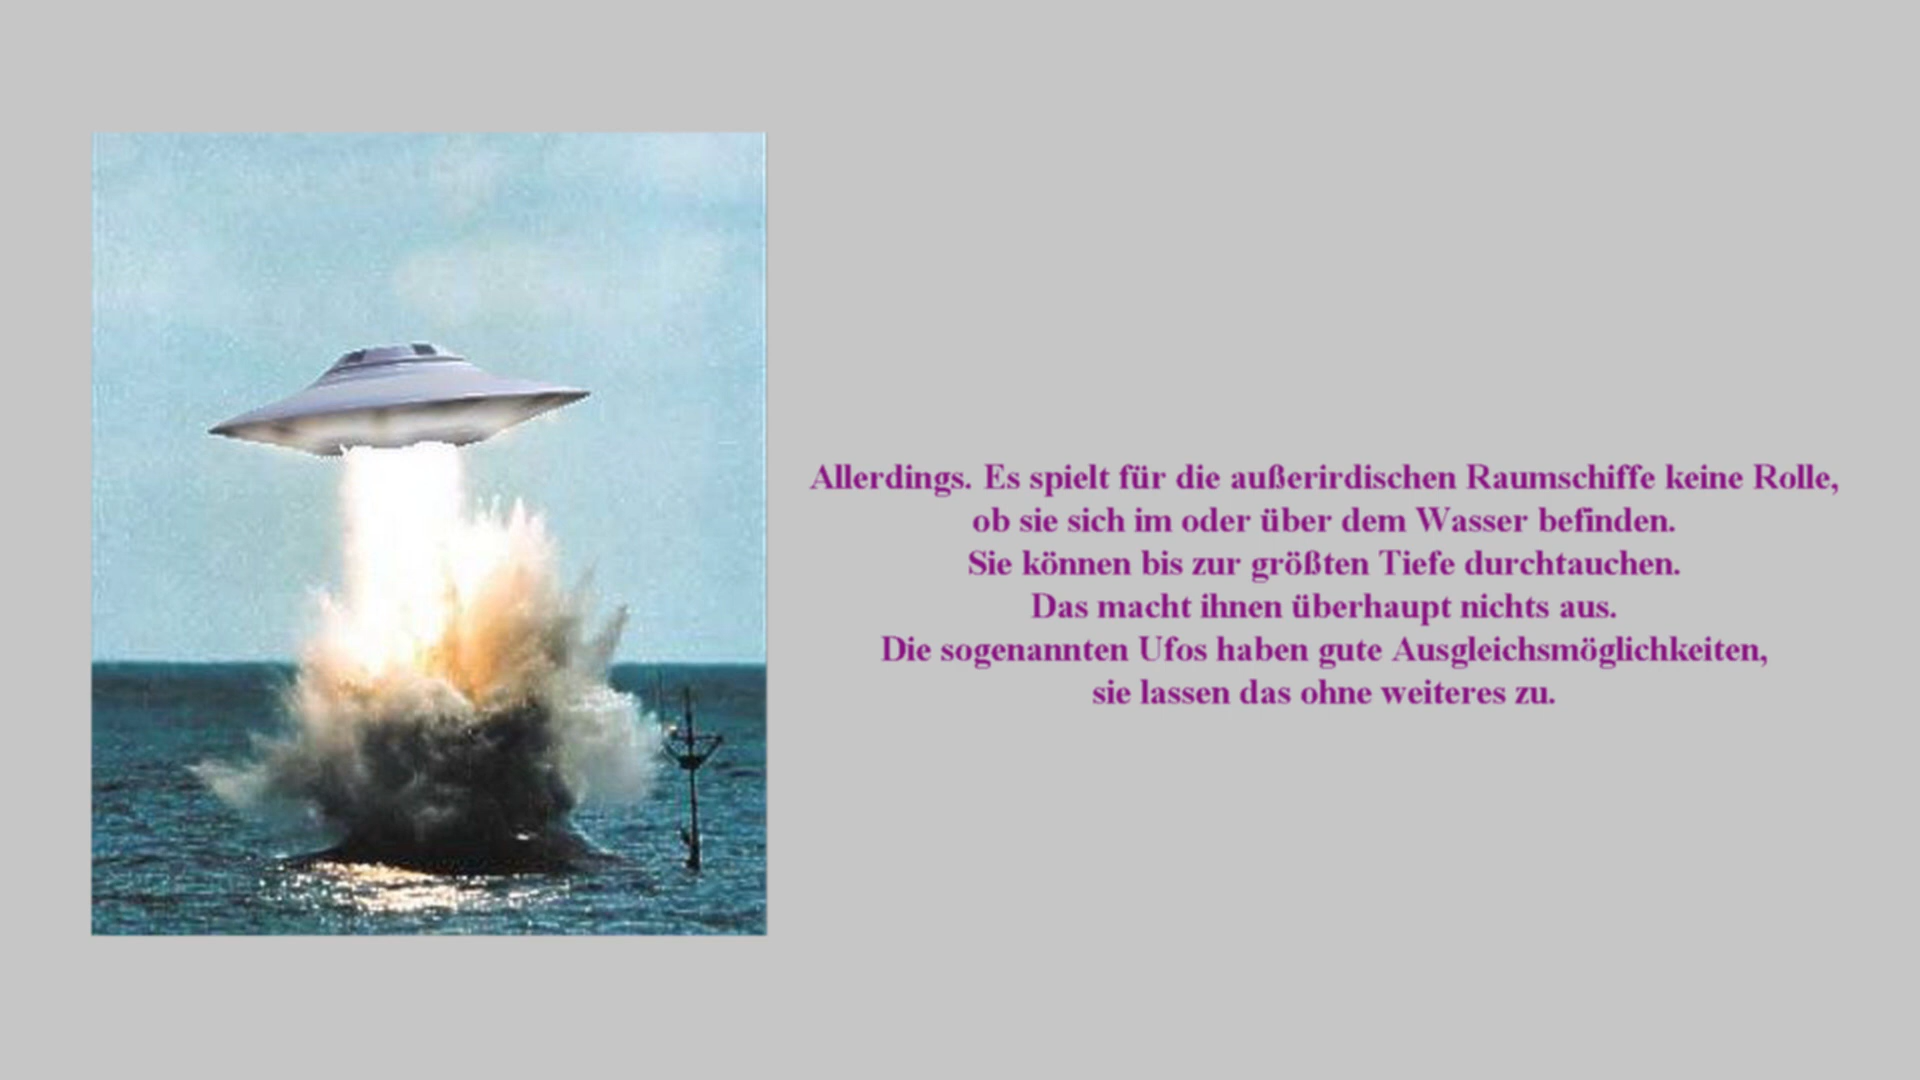 Allerdings. Es spielt für die außerirdischen Raumschiffe keine Rolle,
ob sie sich im oder über dem Wasser befinden.
Sie können bis zur größten Tiefe durchtauchen.
Das macht ihnen überhaupt nichts aus.
Die sogenannten Ufos haben gute Ausgleichsmöglichkeiten,
sie lassen das ohne weiteres zu.